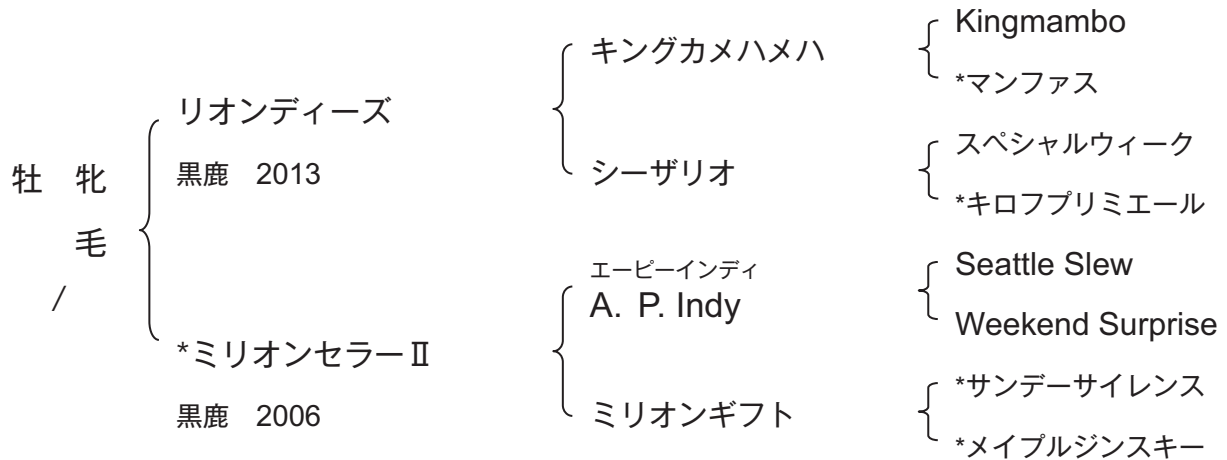 牡 牝
毛
/
リオンディーズ
黒鹿 2013
*ミリオンセラーⅡ
黒鹿 2006
キングカメハメハ
シーザリオ
エーピーインディ
A. P. Indy
ミリオンギフト
Kingmambo
*マンファス
スペシャルウィーク
*キロフプリミエール
Seattle Slew
Weekend Surprise
*サンデーサイレンス
*メイプルジンスキー